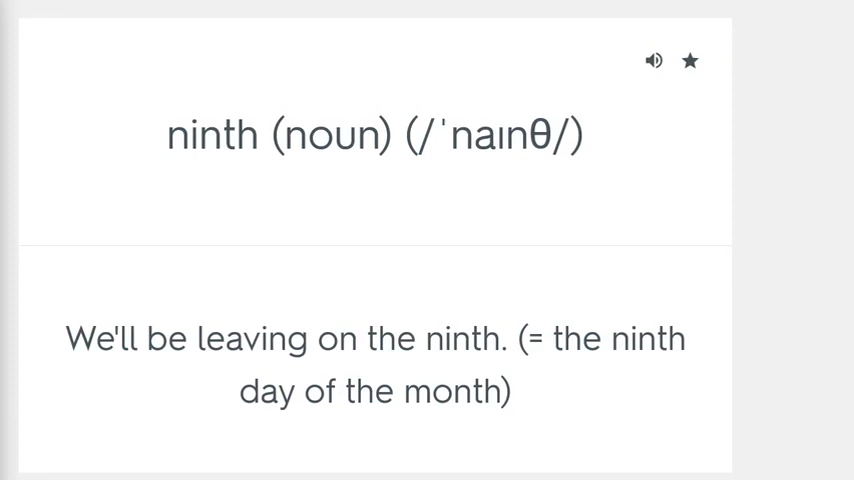 ninth (noun) (/ˈnaɪnθ/)
We'll be leaving on the ninth. (= the ninth
day of the month)